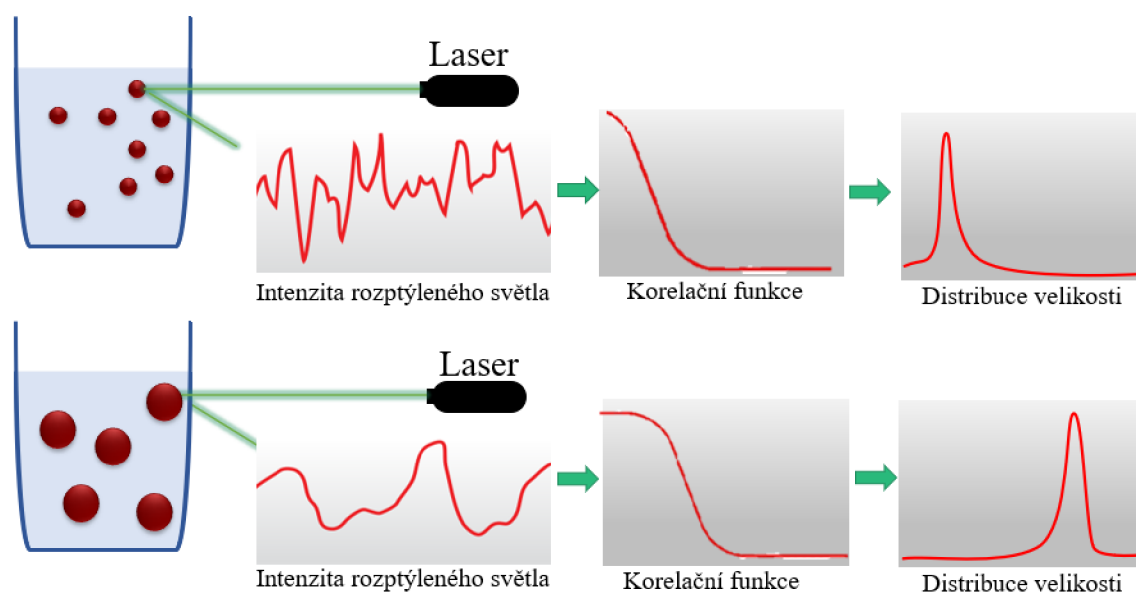 Laser
Intenzita rozptýleného světla
Korelační funkce
Distribuce velikosti
Laser
Intenzita rozptýleného světla
Korelační funkce
Distribuce velikosti